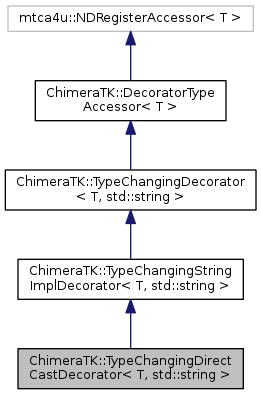 mtca4u::NDRegisterAccessor< T >
ChimeraTK::DecoratorType
Accessor< T >
ChimeraTK::TypeChangingDecorator
< T, std::string >
ChimeraTK::TypeChangingString
ImplDecorator< T, std::string >
ChimeraTK::TypeChangingDirect
CastDecorator< T, std::string >